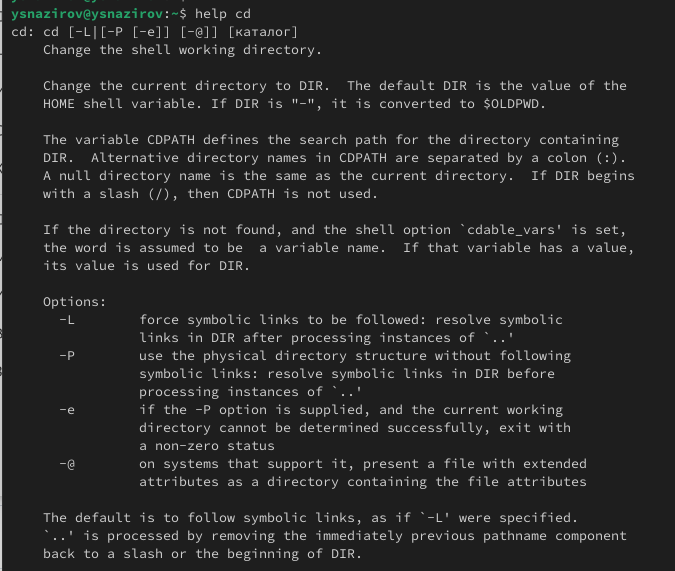 ysnazirov@ysnazirov:~$ help cd
cd: cd [-L|[-P [-e]] [-@]] [каталог]
    Change the shell working directory.

    Change the current directory to DIR.  The default DIR is the value of the
    HOME shell variable. If DIR is "-", it is converted to $OLDPWD.

    The variable CDPATH defines the search path for the directory containing
    DIR.  Alternative directory names in CDPATH are separated by a colon (:).
    A null directory name is the same as the current directory.  If DIR begins
    with a slash (/), then CDPATH is not used.

    If the directory is not found, and the shell option `cdable_vars' is set,
    the word is assumed to be  a variable name.  If that variable has a value,
    its value is used for DIR.

    Options:
      -L        force symbolic links to be followed: resolve symbolic
                links in DIR after processing instances of `..'
      -P        use the physical directory structure without following
                symbolic links: resolve symbolic links in DIR before
                processing instances of `..'
      -e        if the -P option is supplied, and the current working
                directory cannot be determined successfully, exit with
                a non-zero status
      -@        on systems that support it, present a file with extended
                attributes as a directory containing the file attributes

    The default is to follow symbolic links, as if `-L' were specified.
    `..' is processed by removing the immediately previous pathname component
    back to a slash or the beginning of DIR.